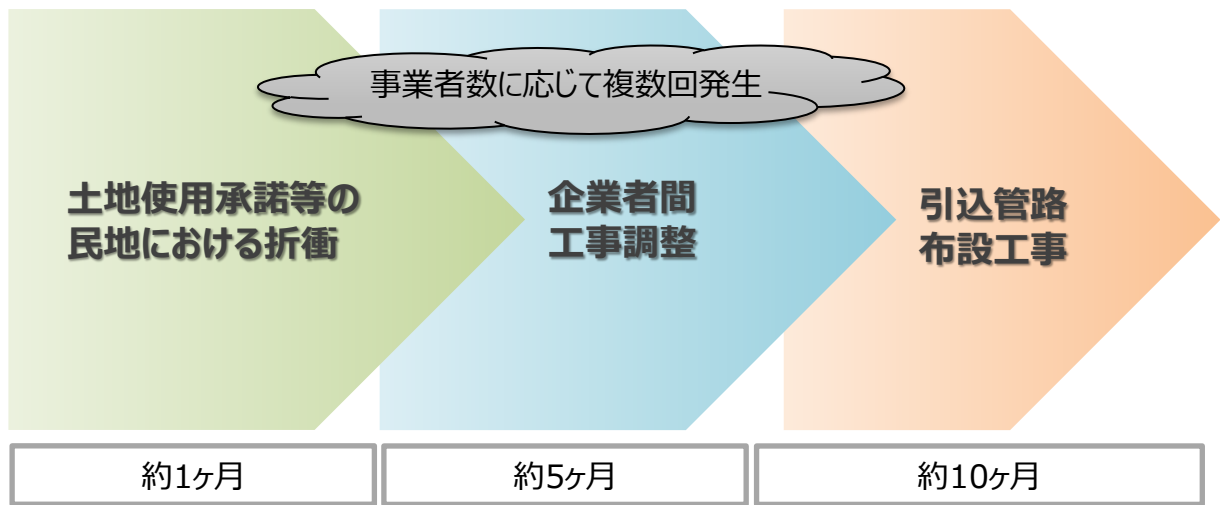 事業者数に応じて複数回発生
土地使用承諾等の
民地における折衝
企業者間
工事調整
引込管路
布設工事
約1ヶ月
約5ヶ月
約10ヶ月